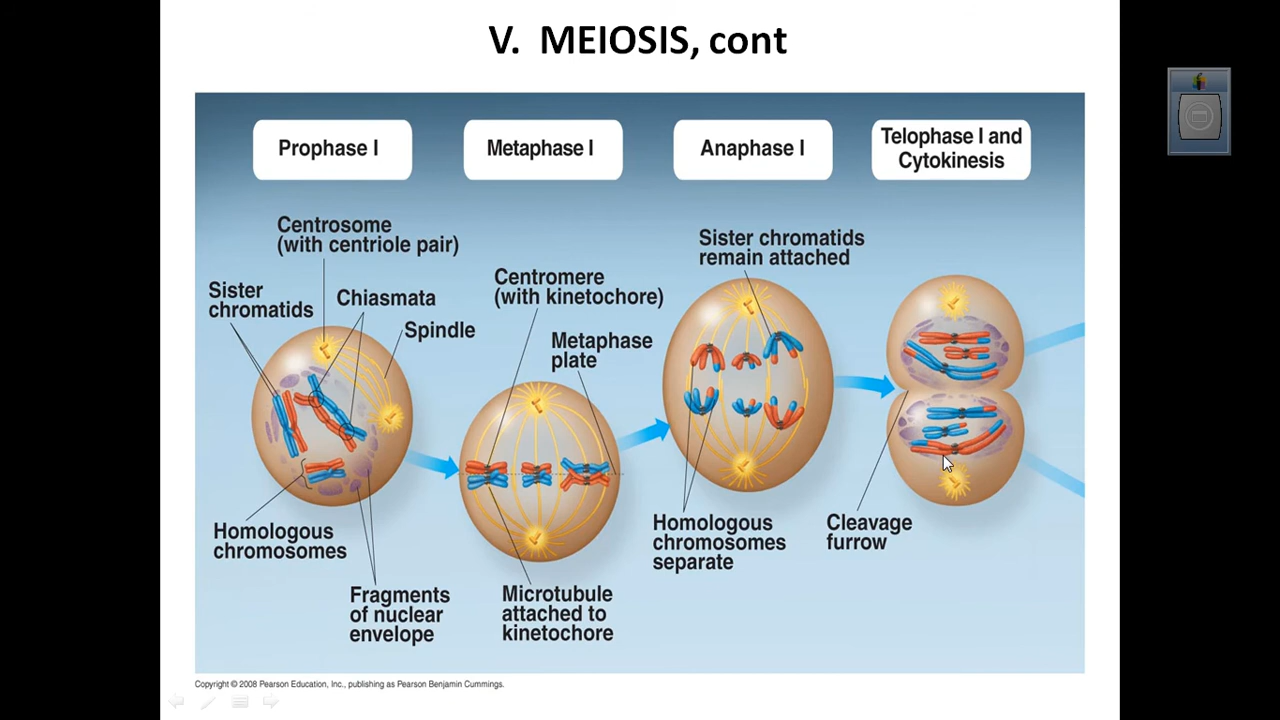 V. MEIOSIS, cont
Prophase I
Metaphase I
Anaphase I
Telophase I and
Cytokinesis
Centrosome
(with centriole pair)
Sister
chromatids
Chiasmata
Spindle
Homologous
chromosomes
Fragments
of nuclear
envelope
Centromere
(with kinetochore)
Metaphase
plate
Microtubule
attached to
kinetochore
Sister chromatids
remain attached
Homologous
chromosomes
separate
Cleavage
furrow
Copyright © 2008 Pearson Education, Inc., publishing as Pearson Benjamin Cummings.